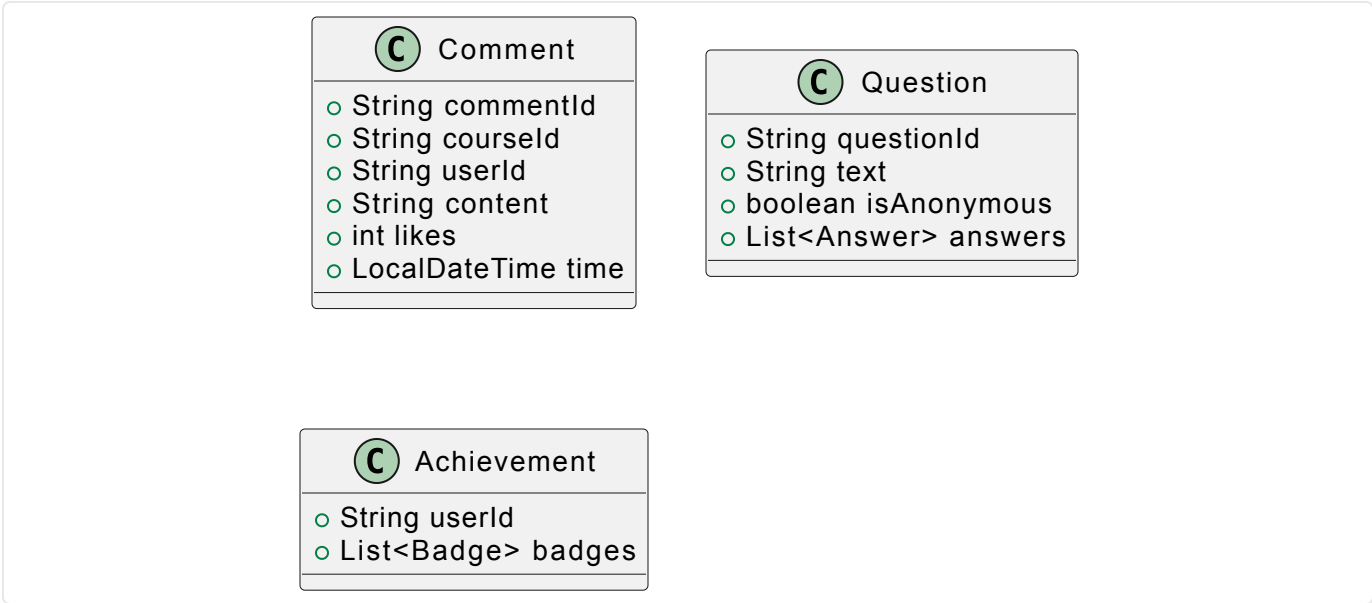 C Comment
String commentId
String courseId
String userId
String content
int likes
LocalDateTime time
C Question
String questionId
String text
boolean isAnonymous
List<Answer> answers
C Achievement
String userId
List<Badge> badges